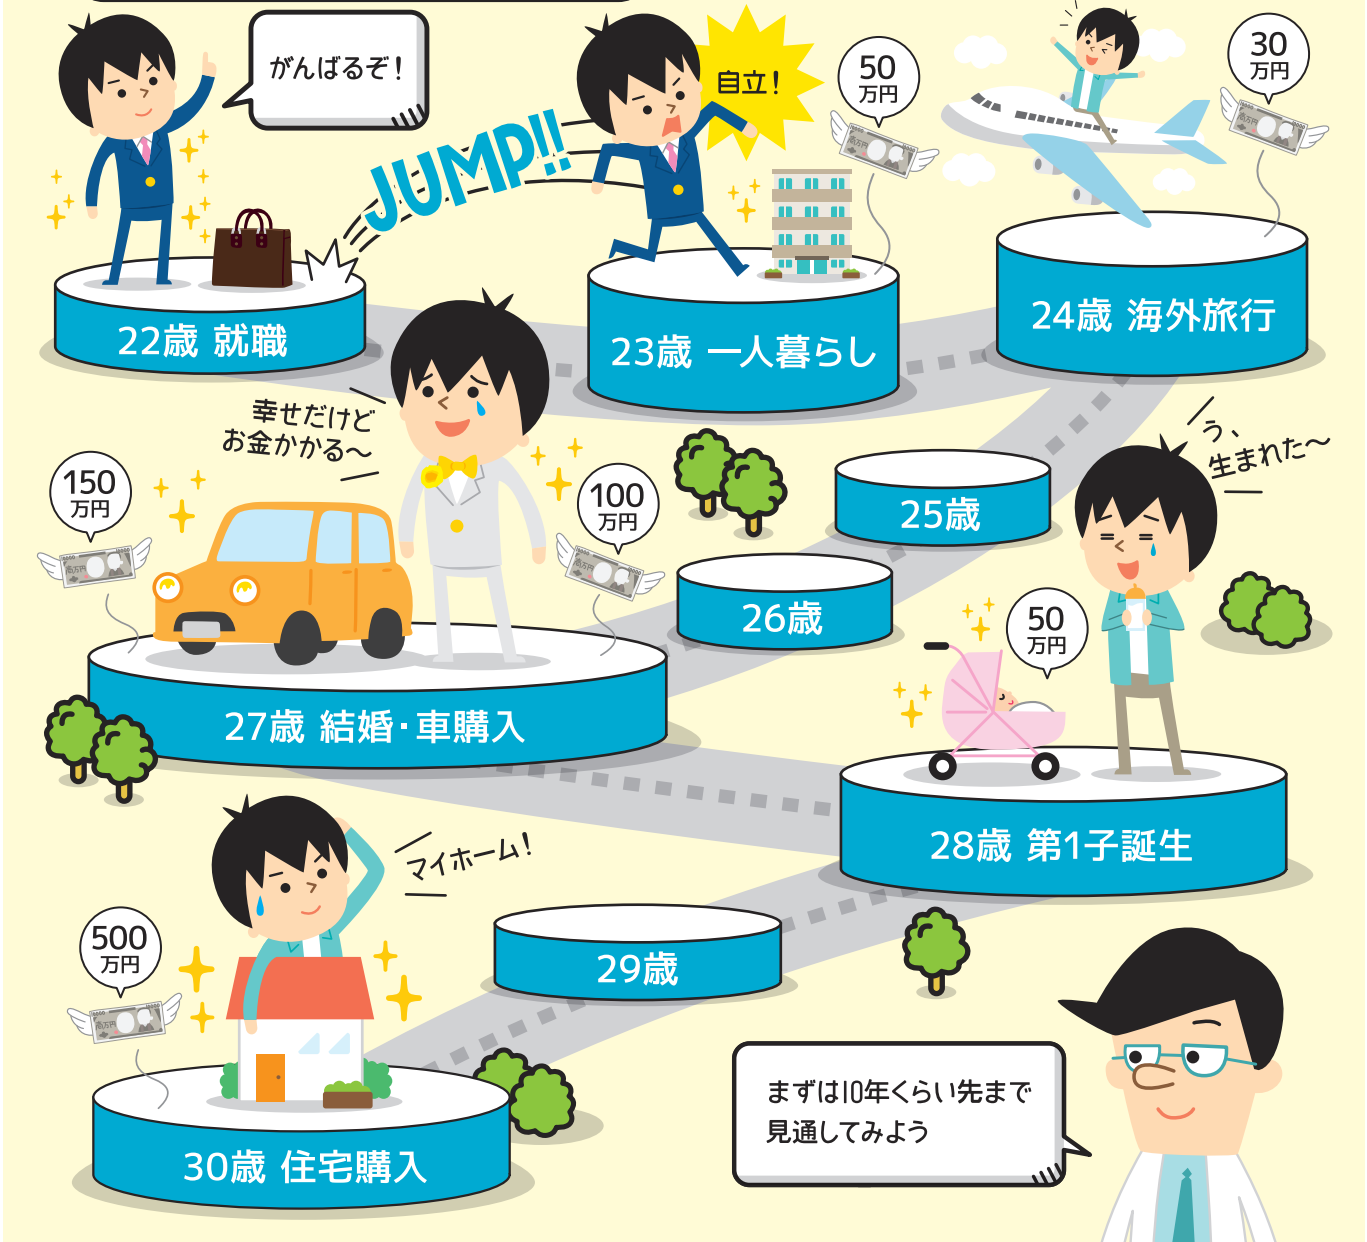 がんばるぞ!
JUMP!!
自立!
50
万円
30
万円
22歳 就職
23歳 一人暮らし
24歳 海外旅行
幸せだけど
お金かかる〜
150
万円
100
万円
25歳
26歳
27歳 結婚・車購入
う、
生まれた〜
50
万円
28歳 第1子誕生
マイホーム!
500
万円
29歳
30歳 住宅購入
まずは10年くらい先まで
見通してみよう